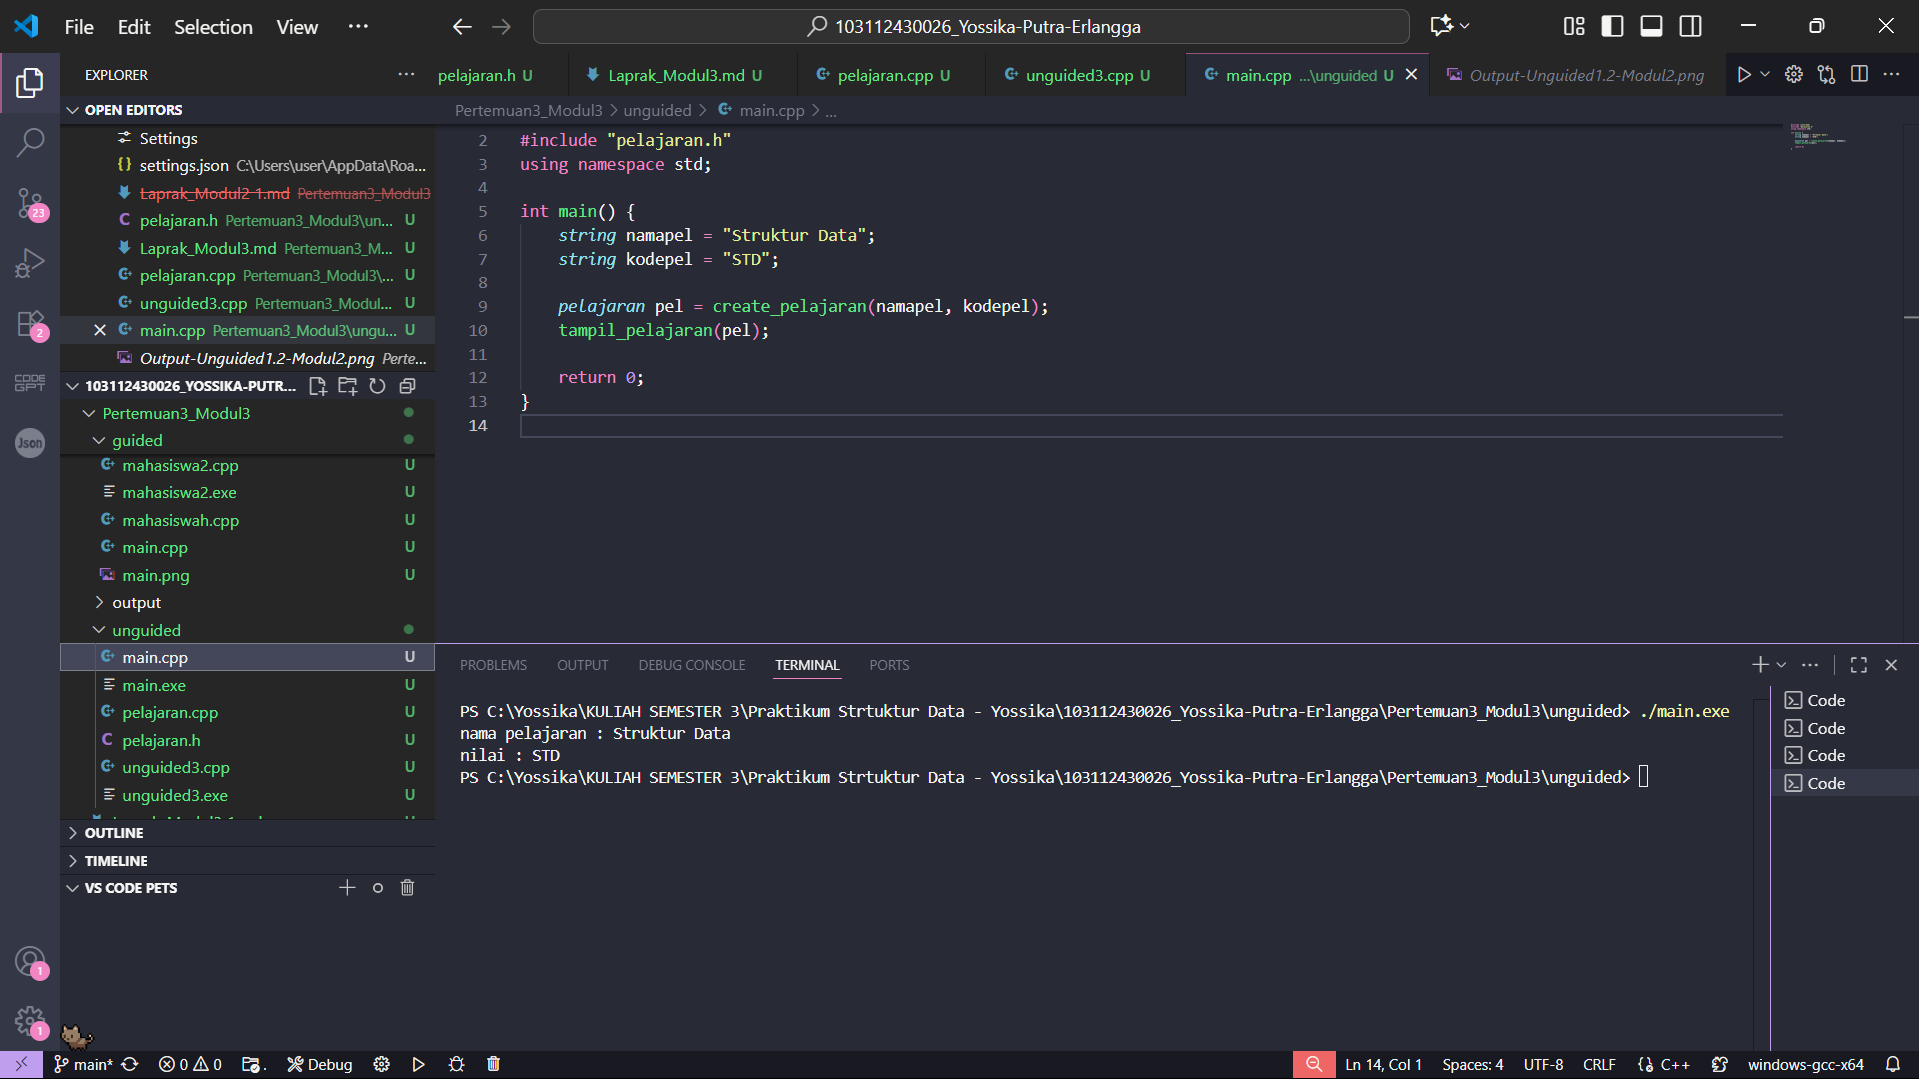 File Edit Selection View ··· 103112430026_Yossika-Putra-Erlangga
EXPLORER ···
pelajaran.h U Laprak_Modul3.md U pelajaran.cpp U unguided3.cpp U main.cpp ...\unguided U Output-Unguided1.2-Modul2.png ···
OPEN EDITORS
Settings
settings.json C:\Users\user\AppData\Roa...
Laprak_Modul2 1.md Pertemuan3_Modul3
pelajaran.h Pertemuan3_Modul3\un... U
Laprak_Modul3.md Pertemuan3_M... U
pelajaran.cpp Pertemuan3_Modul3\... U
unguided3.cpp Pertemuan3_Modul... U
main.cpp Pertemuan3_Modul3\ungu... U
Output-Unguided1.2-Modul2.png Perte...
103112430026_YOSSIKA-PUTR...
Pertemuan3_Modul3
guided
mahasiswa2.cpp U
mahasiswa2.exe U
mahasiswah.cpp U
main.cpp U
main.png U
output
unguided
main.cpp U
main.exe U
pelajaran.cpp U
pelajaran.h U
unguided3.cpp U
unguided3.exe U
OUTLINE
TIMELINE
VS CODE PETS
23
2
CODE GPT
Json
1
1
Pertemuan3_Modul3 > unguided > main.cpp > ...
2 #include "pelajaran.h"
3 using namespace std;
4
5 int main() {
6 string namapel = "Struktur Data";
7 string kodepel = "STD";
8
9 pelajaran pel = create_pelajaran(namapel, kodepel);
10 tampil_pelajaran(pel);
11
12 return 0;
13 }
14
PROBLEMS OUTPUT DEBUG CONSOLE TERMINAL PORTS
PS C:\Yossika\KULIAH SEMESTER 3\Praktikum Strtuktur Data - Yossika\103112430026_Yossika-Putra-Erlangga\Pertemuan3_Modul3\unguided> ./main.exe
nama pelajaran : Struktur Data
nilai : STD
PS C:\Yossika\KULIAH SEMESTER 3\Praktikum Strtuktur Data - Yossika\103112430026_Yossika-Putra-Erlangga\Pertemuan3_Modul3\unguided>
Code
Code
Code
Code
main* 0 0 Debug Ln 14, Col 1 Spaces: 4 UTF-8 CRLF {} C++ windows-gcc-x64